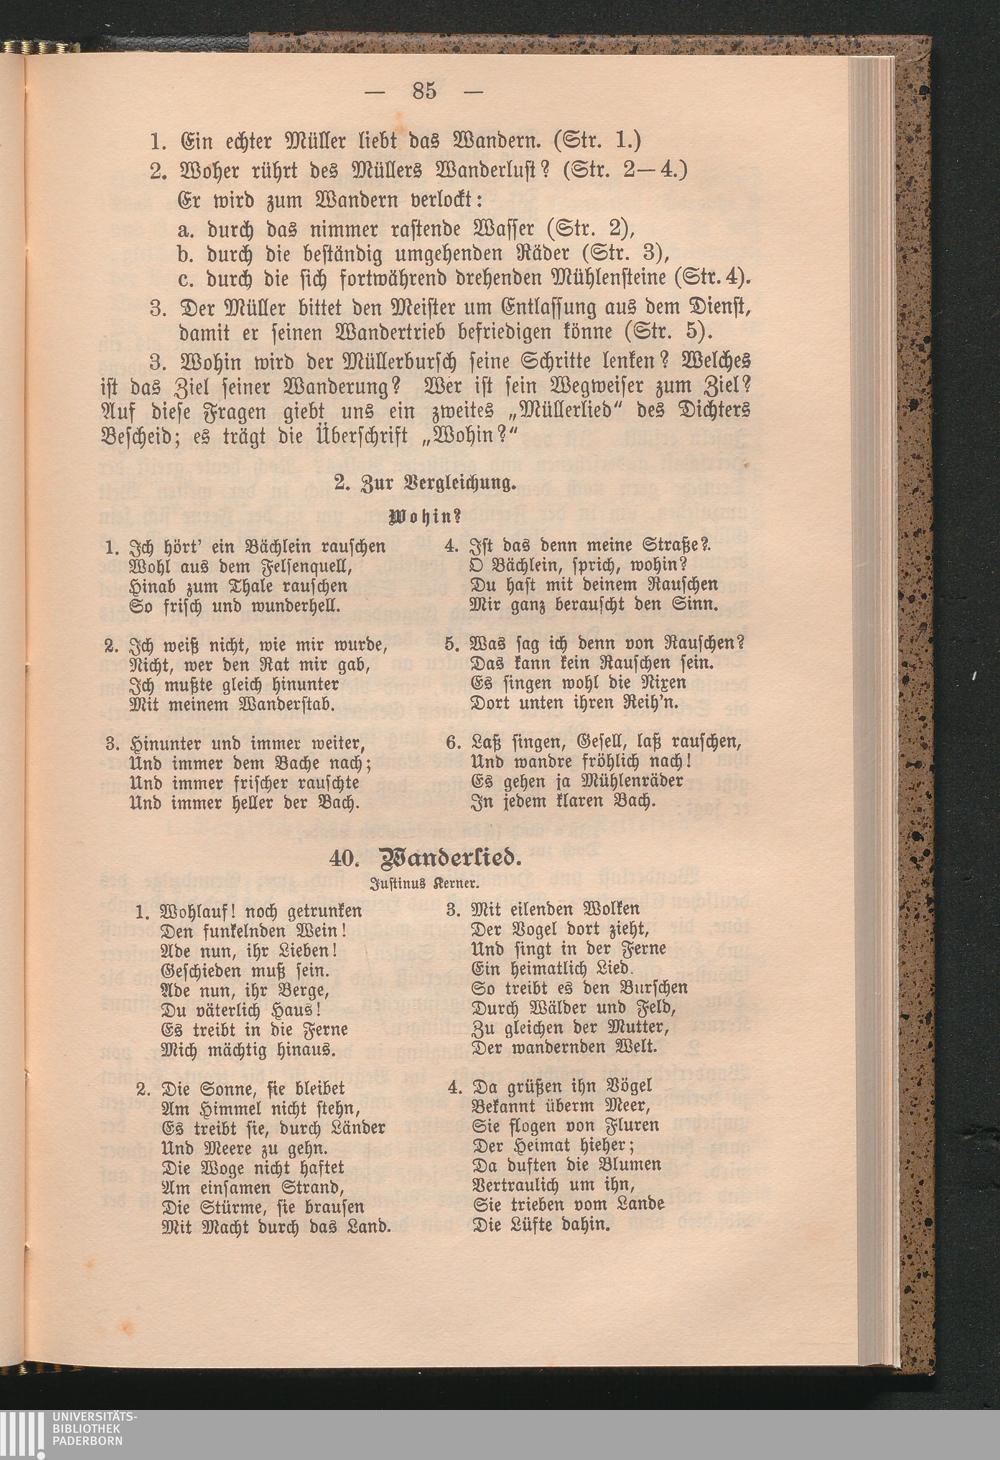 — 85 —
1. Ein echter Müller liebt das Wandern. (Str. 1.)
2. Woher rührt des Müllers Wanderlust? (Str. 2—4.)
Er wird zum Wandern verlockt:
a. durch das nimmer rastende Wasser (Str. 2),
b. durch die beständig umgehenden Räder (Str. 3),
c. durch die sich fortwährend drehenden Mühlensteine (Str. 4).
3. Der Müller bittet den Meister um Entlassung aus dem Dienst,
damit er seinen Wandertrieb befriedigen könne (Str. 5).
3. Wohin wird der Müllerbursch seine Schritte lenken? Welches
ist das Ziel seiner Wanderung? Wer ist sein Wegweiser zum Ziel?
Auf diese Fragen giebt uns ein zweites „Müllerlied“ des Dichters
Bescheid; es trägt die Überschrift „Wohin?“
2. Zur Vergleichung.
Wohin?
1. Ich hört' ein Bächlein rauschen
Wohl aus dem Felsenquell,
Hinab zum Thale rauschen
So frisch und wunderhell.
2. Ich weiß nicht, wie mir wurde,
Nicht, wer den Rat mir gab,
Ich mußte gleich hinunter
Mit meinem Wanderstab.
3. Hinunter und immer weiter,
Und immer dem Bache nach;
Und immer frischer rauschte
Und immer heller der Bach.
4. Ist das denn meine Straße?.
O Bächlein, sprich, wohin?
Du hast mit deinem Rauschen
Mir ganz berauscht den Sinn.
5. Was sag ich denn von Rauschen?
Das kann kein Rauschen sein.
Es singen wohl die Nixen
Dort unten ihren Reih'n.
6. Laß singen, Gesell, laß rauschen,
Und wandre fröhlich nach!
Es gehen ja Mühlenräder
In jedem klaren Bach.
40. Wanderlied.
Justinus Kerner.
1. Wohlauf! noch getrunken
Den funkelnden Wein!
Ade nun, ihr Lieben!
Geschieden muß sein.
Ade nun, ihr Berge,
Du väterlich Haus!
Es treibt in die Ferne
Mich mächtig hinaus.
2. Die Sonne, sie bleibet
Am Himmel nicht stehn,
Es treibt sie, durch Länder
Und Meere zu gehn.
Die Woge nicht haftet
Am einsamen Strand,
Die Stürme, sie brausen
Mit Macht durch das Land.
3. Mit eilenden Wolken
Der Vogel dort zieht,
Und singt in der Ferne
Ein heimatlich Lied.
So treibt es den Burschen
Durch Wälder und Feld,
Zu gleichen der Mutter,
Der wandernden Welt.
4. Da grüßen ihn Vögel
Bekannt überm Meer,
Sie flogen von Fluren
Der Heimat hieher;
Da duften die Blumen
Vertraulich um ihn,
Sie trieben vom Lande
Die Lüfte dahin.
UNIVERSITÄTS-
BIBLIOTHEK
PADERBORN